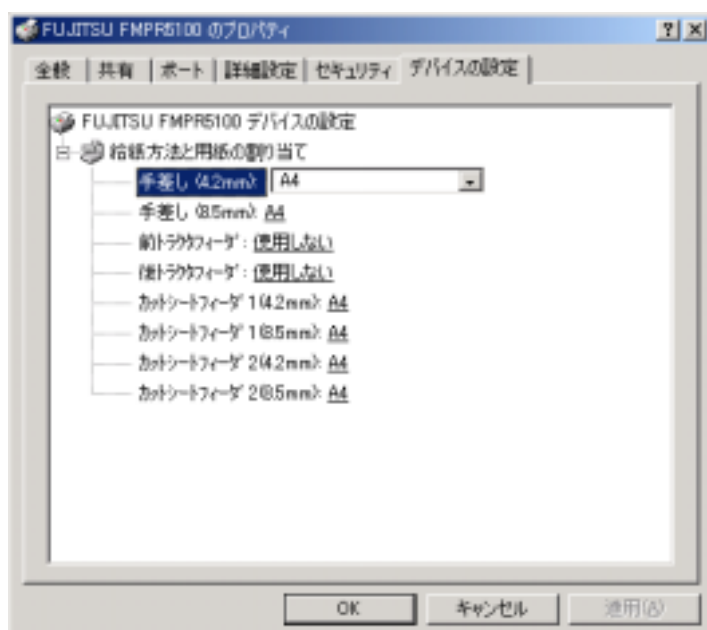 FUJITSU FMPR5100 のプロパティ
全般 共有 ポート 詳細設定 セキュリティ デバイスの設定
FUJITSU FMPR5100 デバイスの設定
給紙方法と用紙の割り当て
手差し (4.2mm): A4
手差し (8.5mm): A4
前ﾄﾗｸﾀﾌｨｰﾀﾞ: 使用しない
後ﾄﾗｸﾀﾌｨｰﾀﾞ: 使用しない
ｶｯﾄｼｰﾄﾌｨｰﾀﾞ 1(4.2mm): A4
ｶｯﾄｼｰﾄﾌｨｰﾀﾞ 1(8.5mm): A4
ｶｯﾄｼｰﾄﾌｨｰﾀﾞ 2(4.2mm): A4
ｶｯﾄｼｰﾄﾌｨｰﾀﾞ 2(8.5mm): A4
OK キャンセル 適用(A)